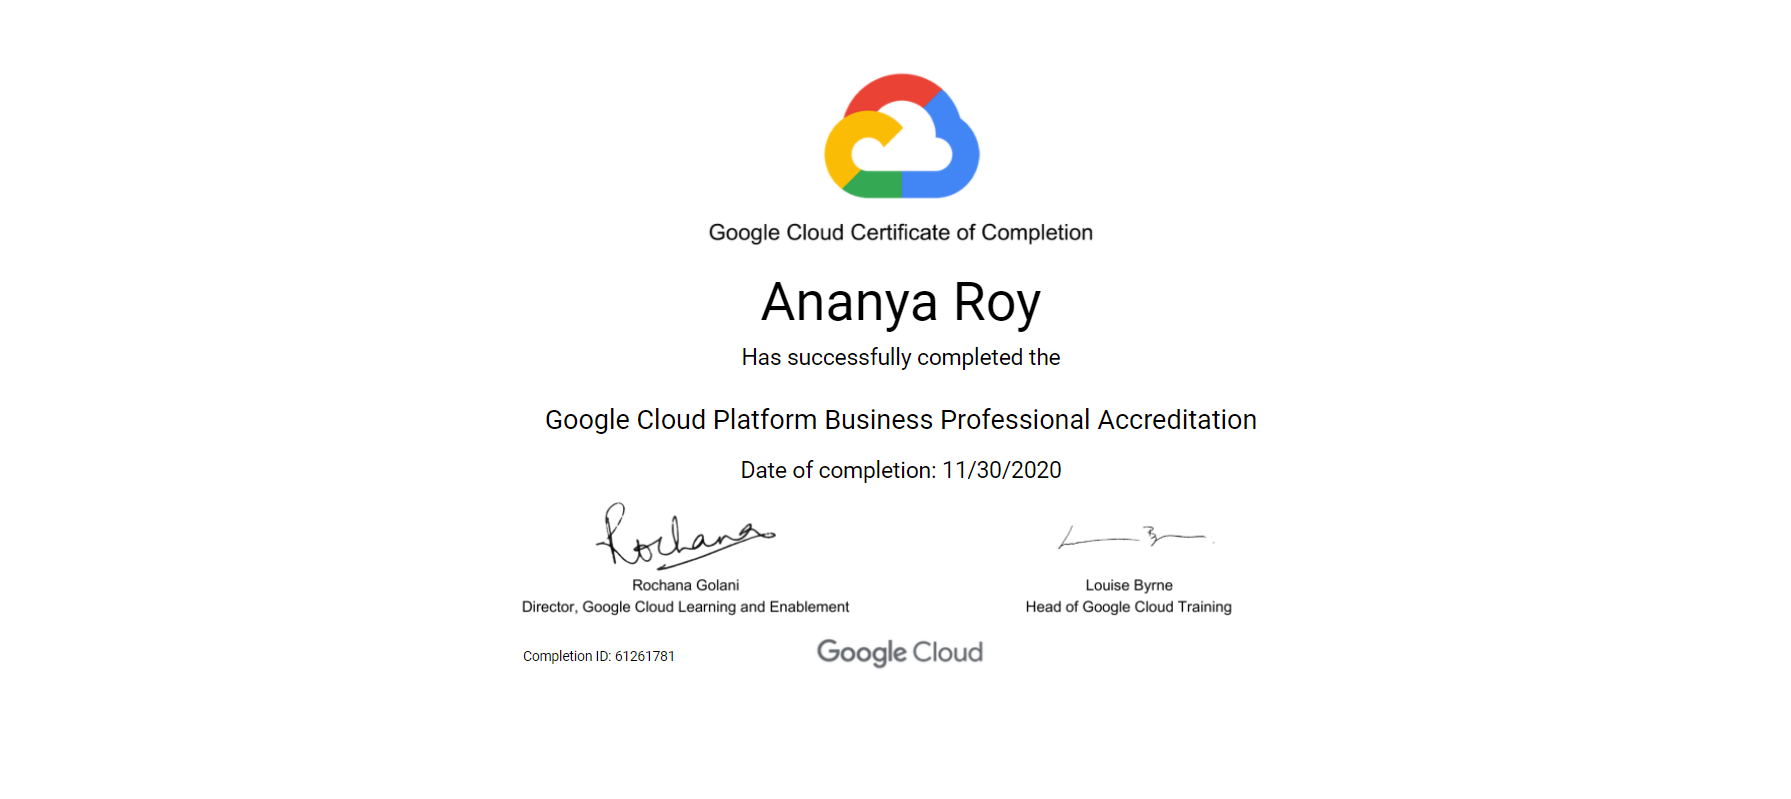 Google Cloud Certificate of Completion
Ananya Roy
Has successfully completed the
Google Cloud Platform Business Professional Accreditation
Date of completion: 11/30/2020
Rochana
Rochana Golani
Director, Google Cloud Learning and Enablement
Louise Byrne
Head of Google Cloud Training
Completion ID: 61261781
Google Cloud